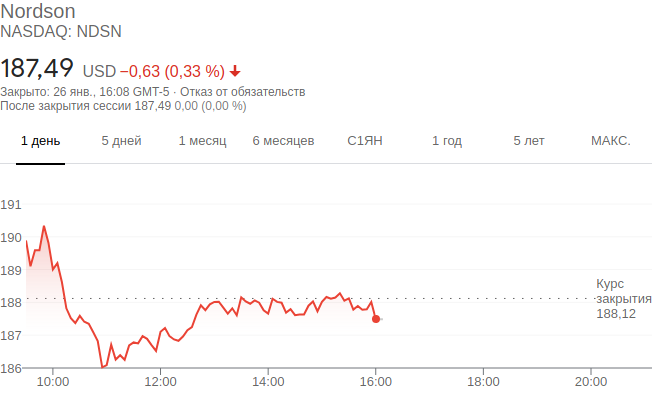 Nordson
NASDAQ: NDSN
187,49 USD −0,63 (0,33 %)
Закрыто: 26 янв., 16:08 GMT-5 · Отказ от обязательств
После закрытия сессии 187,49 0,00 (0,00 %)
1 день 5 дней 1 месяц 6 месяцев С1ЯН 1 год 5 лет МАКС.
191
190
189
188
187
186
Курс
закрытия
188,12
10:00 12:00 14:00 16:00 18:00 20:00